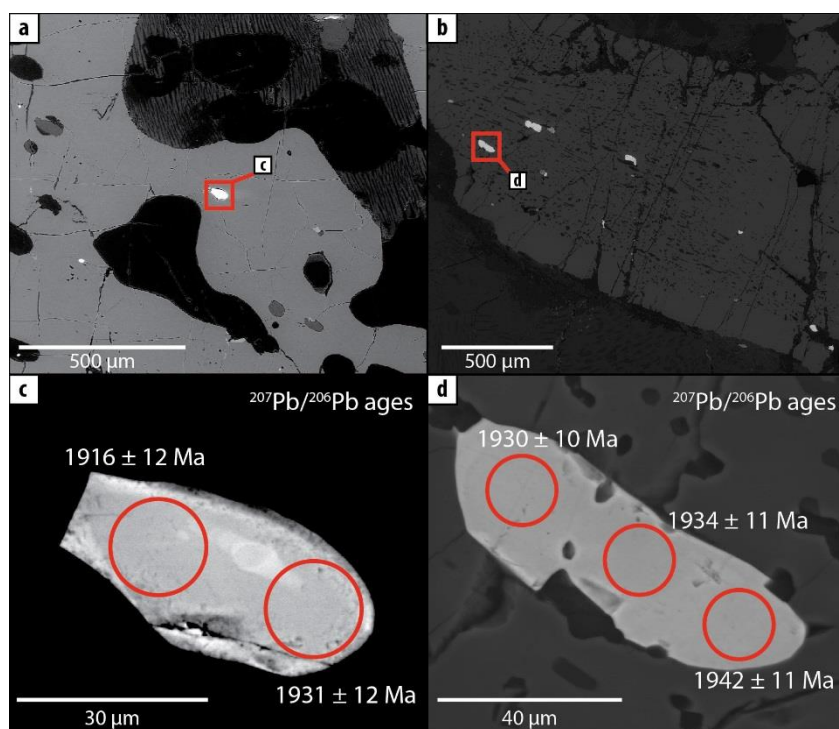 a
b
c
d
500 µm
500 µm
c
²⁰⁷Pb/²⁰⁶Pb ages
1916 ± 12 Ma
1931 ± 12 Ma
30 µm
d
²⁰⁷Pb/²⁰⁶Pb ages
1930 ± 10 Ma
1934 ± 11 Ma
1942 ± 11 Ma
40 µm